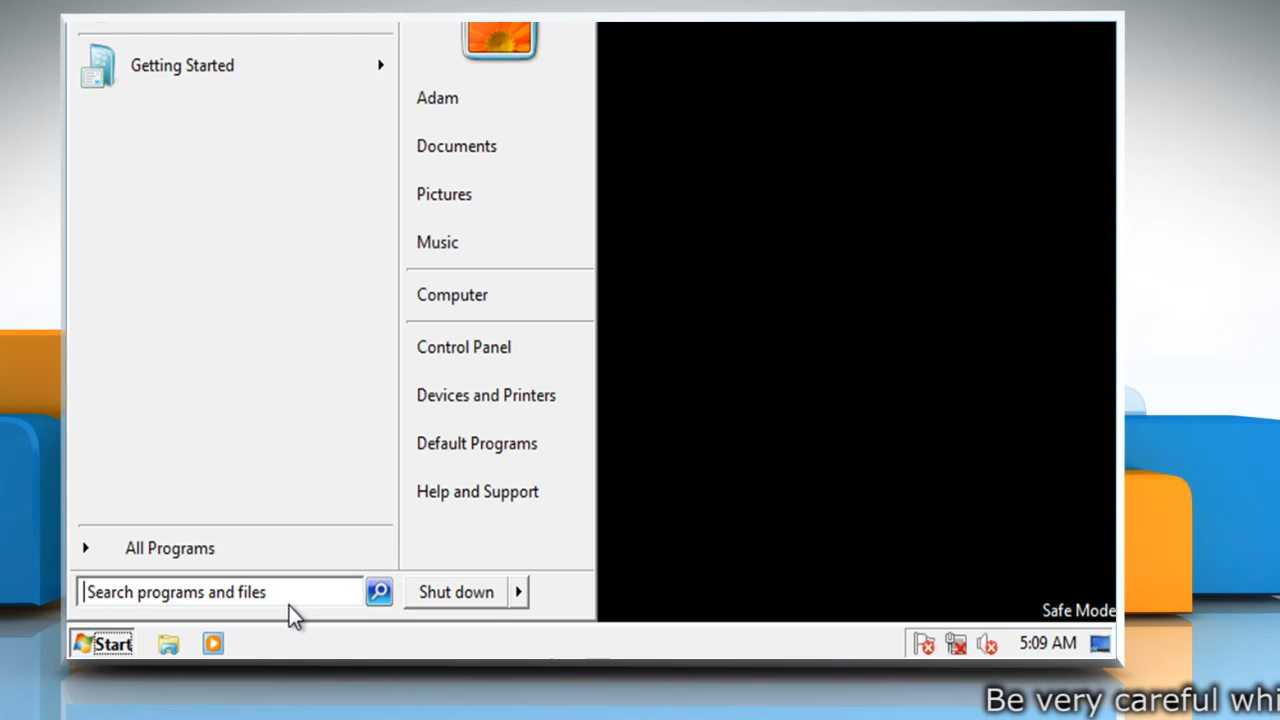 Getting Started
Adam
Documents
Pictures
Music
Computer
Control Panel
Devices and Printers
Default Programs
Help and Support
All Programs
Search programs and files
Shut down
Safe Mode
Start
5:09 AM
Be very careful